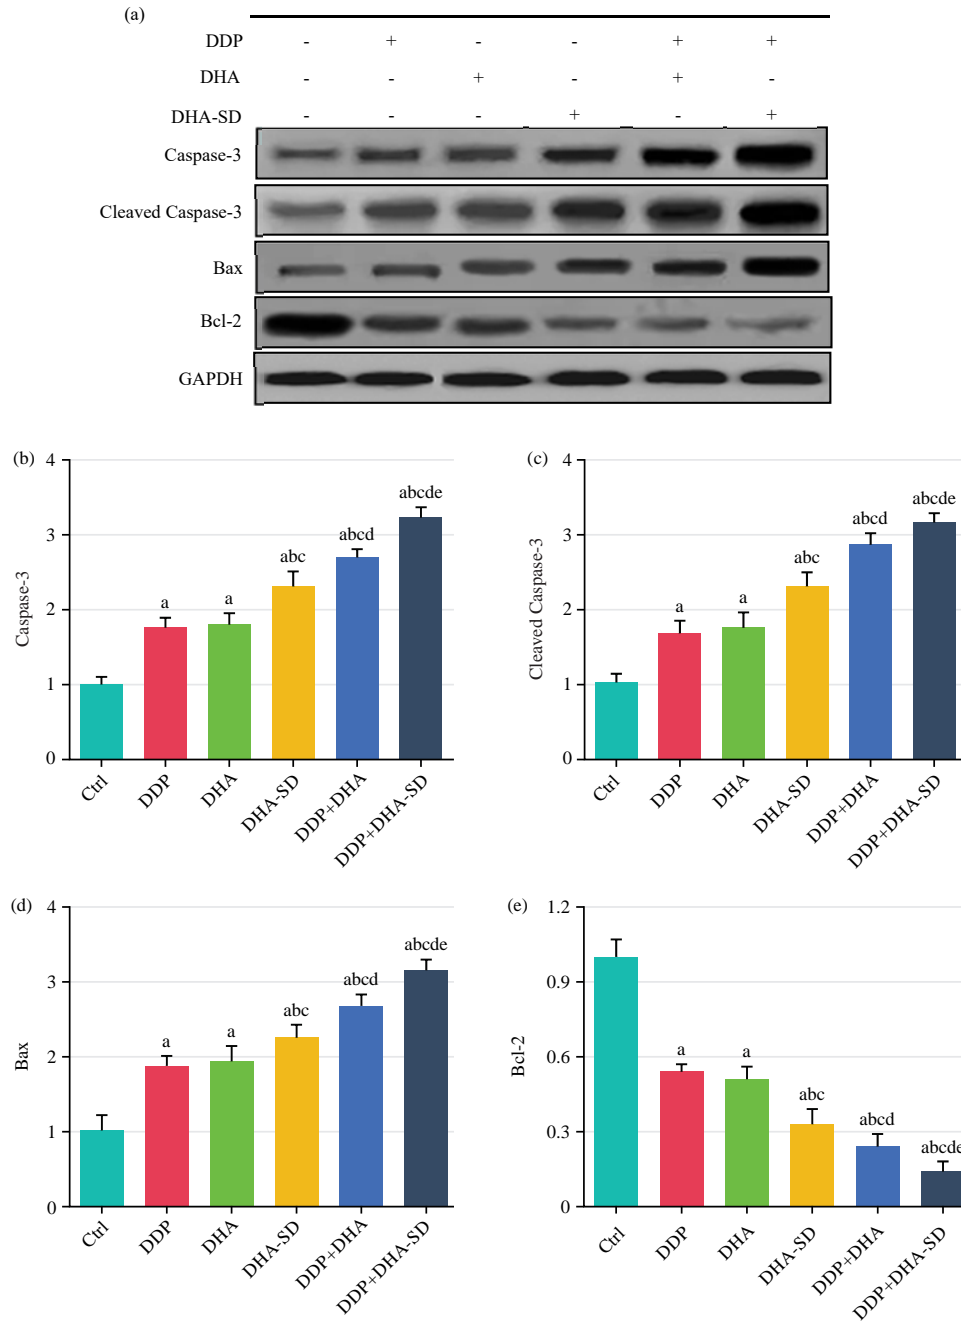 (a)
DDP - + - - + +
DHA - - + - + -
DHA-SD - - - + - +
Caspase-3
Cleaved Caspase-3
Bax
Bcl-2
GAPDH
(b)
Caspase-3
4
3
2
1
0
a
a
abc
abcd
abcde
Ctrl
DDP
DHA
DHA-SD
DDP+DHA
DDP+DHA-SD
(c)
Cleaved Caspase-3
4
3
2
1
0
a
a
abc
abcd
abcde
Ctrl
DDP
DHA
DHA-SD
DDP+DHA
DDP+DHA-SD
(d)
Bax
4
3
2
1
0
a
a
abc
abcd
abcde
Ctrl
DDP
DHA
DHA-SD
DDP+DHA
DDP+DHA-SD
(e)
Bcl-2
1.2
0.9
0.6
0.3
0
a
a
abc
abcd
abcde
Ctrl
DDP
DHA
DHA-SD
DDP+DHA
DDP+DHA-SD